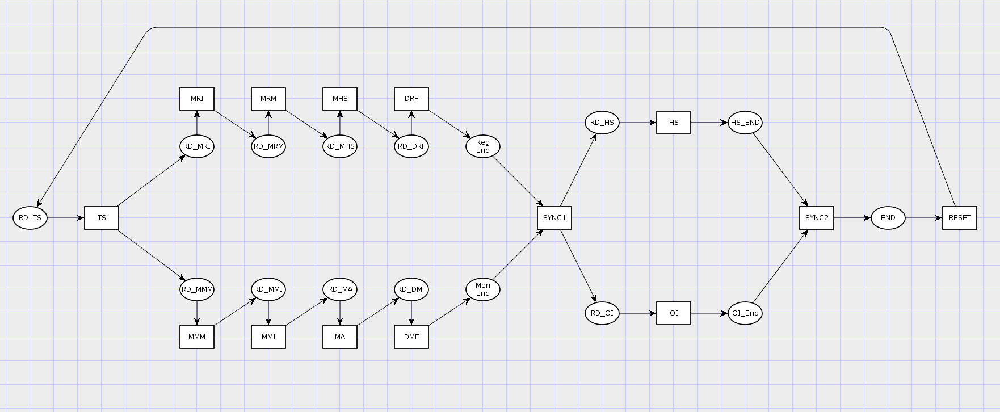 MRI
MRM
MHS
DRF
RD_HS
HS
HS_END
RD_MRI
RD_MRM
RD_MHS
RD_DRF
Reg
End
RD_TS
TS
SYNC1
SYNC2
END
RESET
RD_MMM
RD_MMI
RD_MA
RD_DMF
Mon
End
RD_OI
OI
OI_End
MMM
MMI
MA
DMF